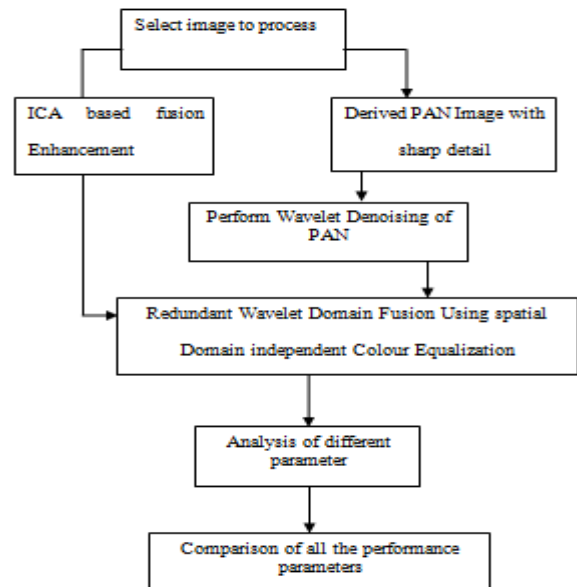 Select image to process
ICA based fusion
Enhancement
Derived PAN Image with
sharp detail
Perform Wavelet Denoising of
PAN
Redundant Wavelet Domain Fusion Using spatial
Domain independent Colour Equalization
Analysis of different
parameter
Comparison of all the performance
parameters